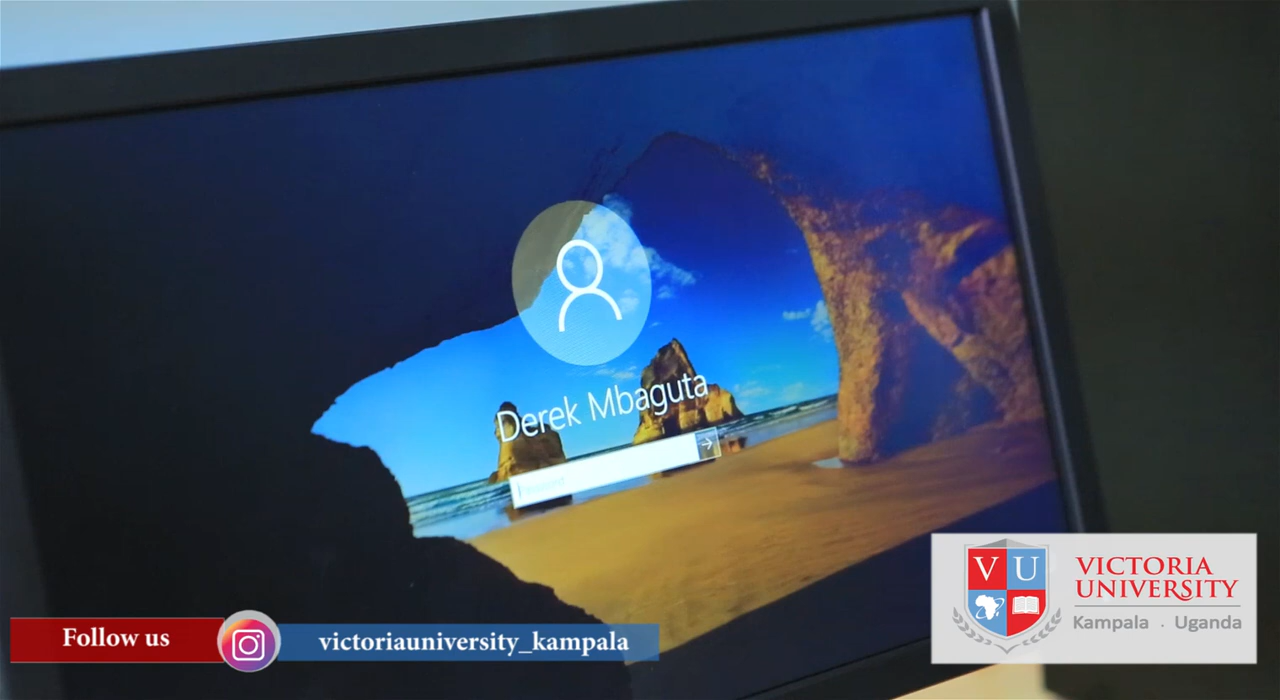 Derek Mbaguta
Follow us
victoriauniversity_kampala
V U
VICTORIA
UNIVERSITY
Kampala . Uganda